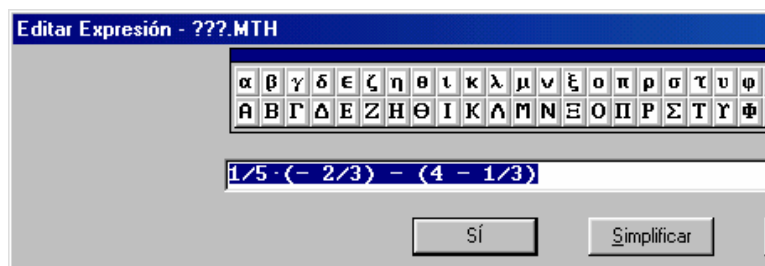 Editar Expresión - ???.MTH
α β γ δ ε ζ η θ ι κ λ μ ν ξ ο π ρ σ τ υ φ
Α Β Γ Δ Ε Ζ Η Θ Ι Κ Λ Μ Ν Ξ Ο Π Ρ Σ Τ Υ Φ
1/5·(- 2/3) - (4 - 1/3)
SÍ Simplificar